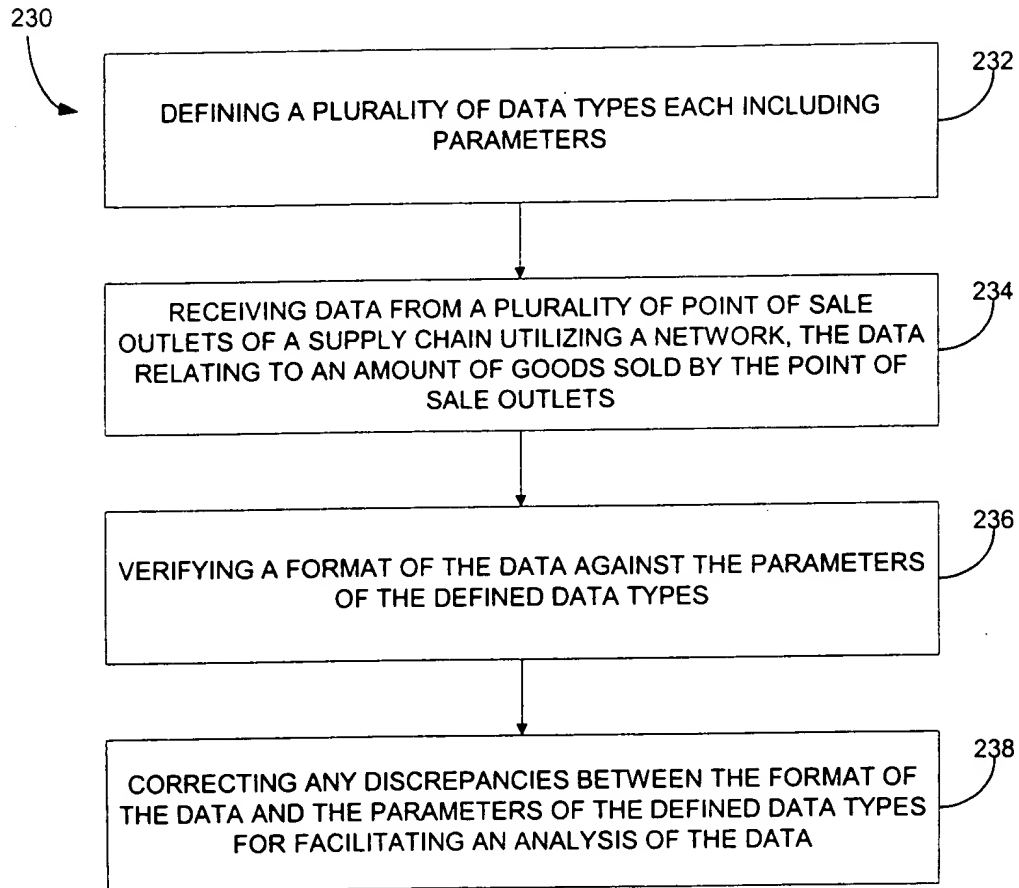 230
232
DEFINING A PLURALITY OF DATA TYPES EACH INCLUDING
PARAMETERS
234
RECEIVING DATA FROM A PLURALITY OF POINT OF SALE
OUTLETS OF A SUPPLY CHAIN UTILIZING A NETWORK, THE DATA
RELATING TO AN AMOUNT OF GOODS SOLD BY THE POINT OF
SALE OUTLETS
236
VERIFYING A FORMAT OF THE DATA AGAINST THE PARAMETERS
OF THE DEFINED DATA TYPES
238
CORRECTING ANY DISCREPANCIES BETWEEN THE FORMAT OF
THE DATA AND THE PARAMETERS OF THE DEFINED DATA TYPES
FOR FACILITATING AN ANALYSIS OF THE DATA